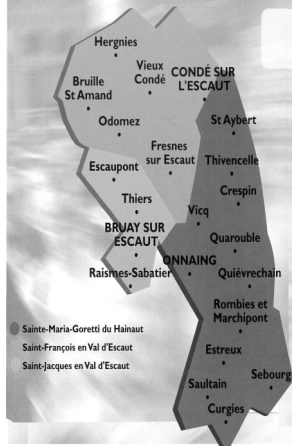 Hergnies
Vieux
Condé
CONDÉ SUR
L'ESCAUT
Bruille
St Amand
Odomez
St Aybert
Fresnes
sur Escaut
Escaupont
Thivencelle
Crespin
Thiers
Vicq
BRUAY SUR
ESCAUT
Quarouble
ONNAING
Raismes-Sabatier
Quiévrechain
Rombies et
Marchipont
Sainte-Maria-Goretti du Hainaut
Saint-François en Val d'Escaut
Saint-Jacques en Val d'Escaut
Estreux
Sebourg
Saultain
Curgies